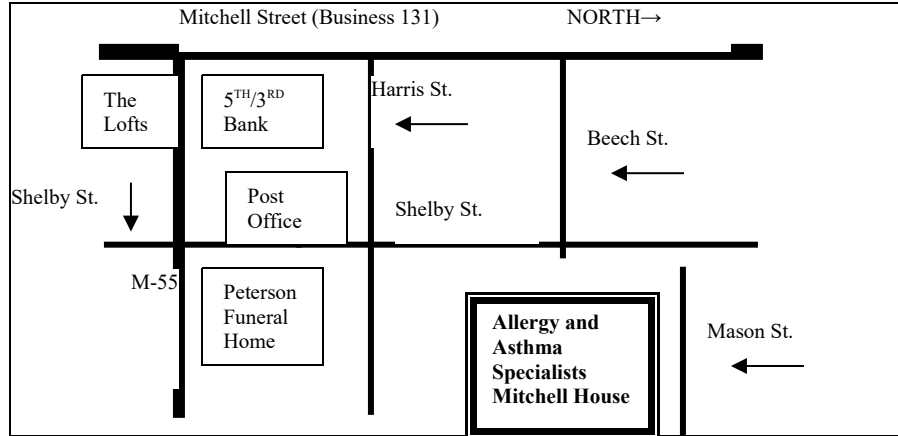 Mitchell Street (Business 131) NORTH→
The
Lofts
5TH/3RD
Bank
Harris St.
Beech St.
Shelby St.
Post
Office
Shelby St.
M-55
Peterson
Funeral
Home
Allergy and
Asthma
Specialists
Mitchell House
Mason St.